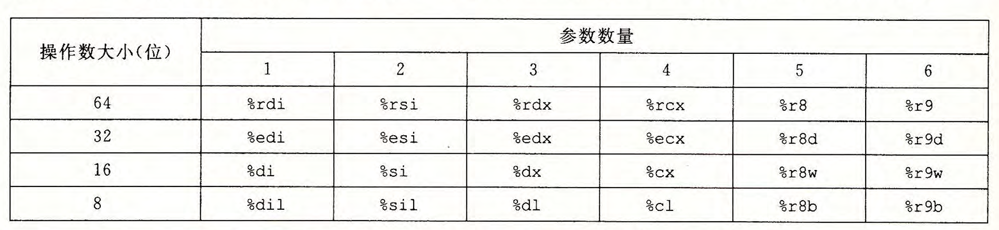 操作数大小(位) 参数数量
1 2 3 4 5 6
64 %rdi %rsi %rdx %rcx %r8 %r9
32 %edi %esi %edx %ecx %r8d %r9d
16 %di %si %dx %cx %r8w %r9w
8 %dil %sil %dl %cl %r8b %r9b